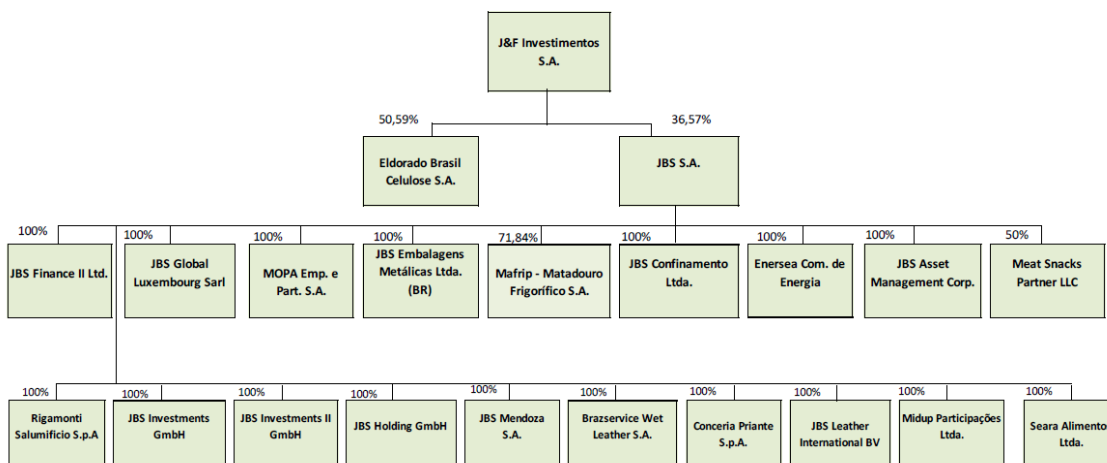 J&F Investimentos
S.A.
50,59%
36,57%
Eldorado Brasil
Celulose S.A.
JBS S.A.
100%
100%
100%
100%
71,84%
100%
100%
100%
50%
JBS Finance II Ltd.
JBS Global
Luxembourg Sarl
MOPA Emp. e
Part. S.A.
JBS Embalagens
Metálicas Ltda.
(BR)
Mafrip - Matadouro
Frigorífico S.A.
JBS Confinamento
Ltda.
Enersea Com. de
Energia
JBS Asset
Management Corp.
Meat Snacks
Partner LLC
100%
100%
100%
100%
100%
100%
100%
100%
100%
100%
Rigamonti
Salumificio S.p.A
JBS Investments
GmbH
JBS Investments II
GmbH
JBS Holding GmbH
JBS Mendoza
S.A.
Brazservice Wet
Leather S.A.
Conceria Priante
S.p.A.
JBS Leather
International BV
Midup Participações
Ltda.
Seara Alimento
Ltda.